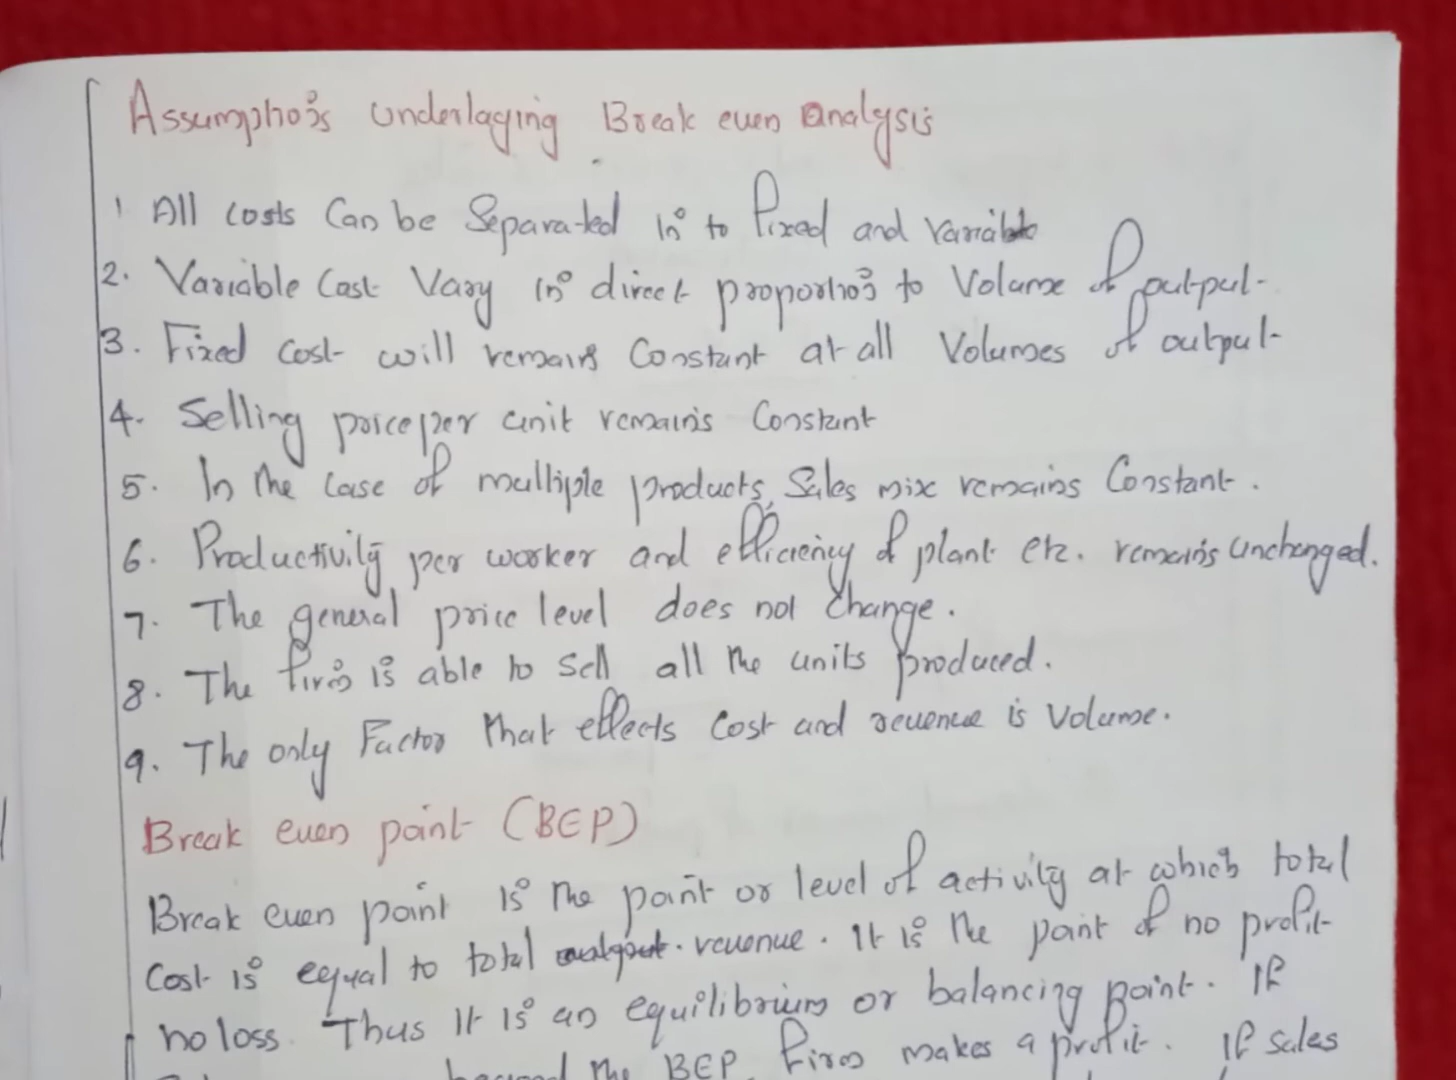 Assumptions underlaying Break even analysis
1 All costs Can be Separated in to fixed and variable
2. Variable Cost Vary in direct proportion to Volume of output
3. Fixed Cost will remains Constant at all Volumes of output
4. Selling price per unit remains Constant
5. In the case of multiple products, Sales mix remains Constant.
6. Productivity per worker and efficiency of plant etc. remains Unchanged.
7. The general price level does not change.
8. The firm is able to sell all the units produced.
9. The only Factor that effects Cost and revenue is Volume.
Break even point (BEP)
Break even point is the point or level of activity at which total
Cost is equal to total revenue. It is the point of no profit
no loss. Thus It is an equilibrium or balancing point. If
beyond the BEP, firm makes a profit. If sales